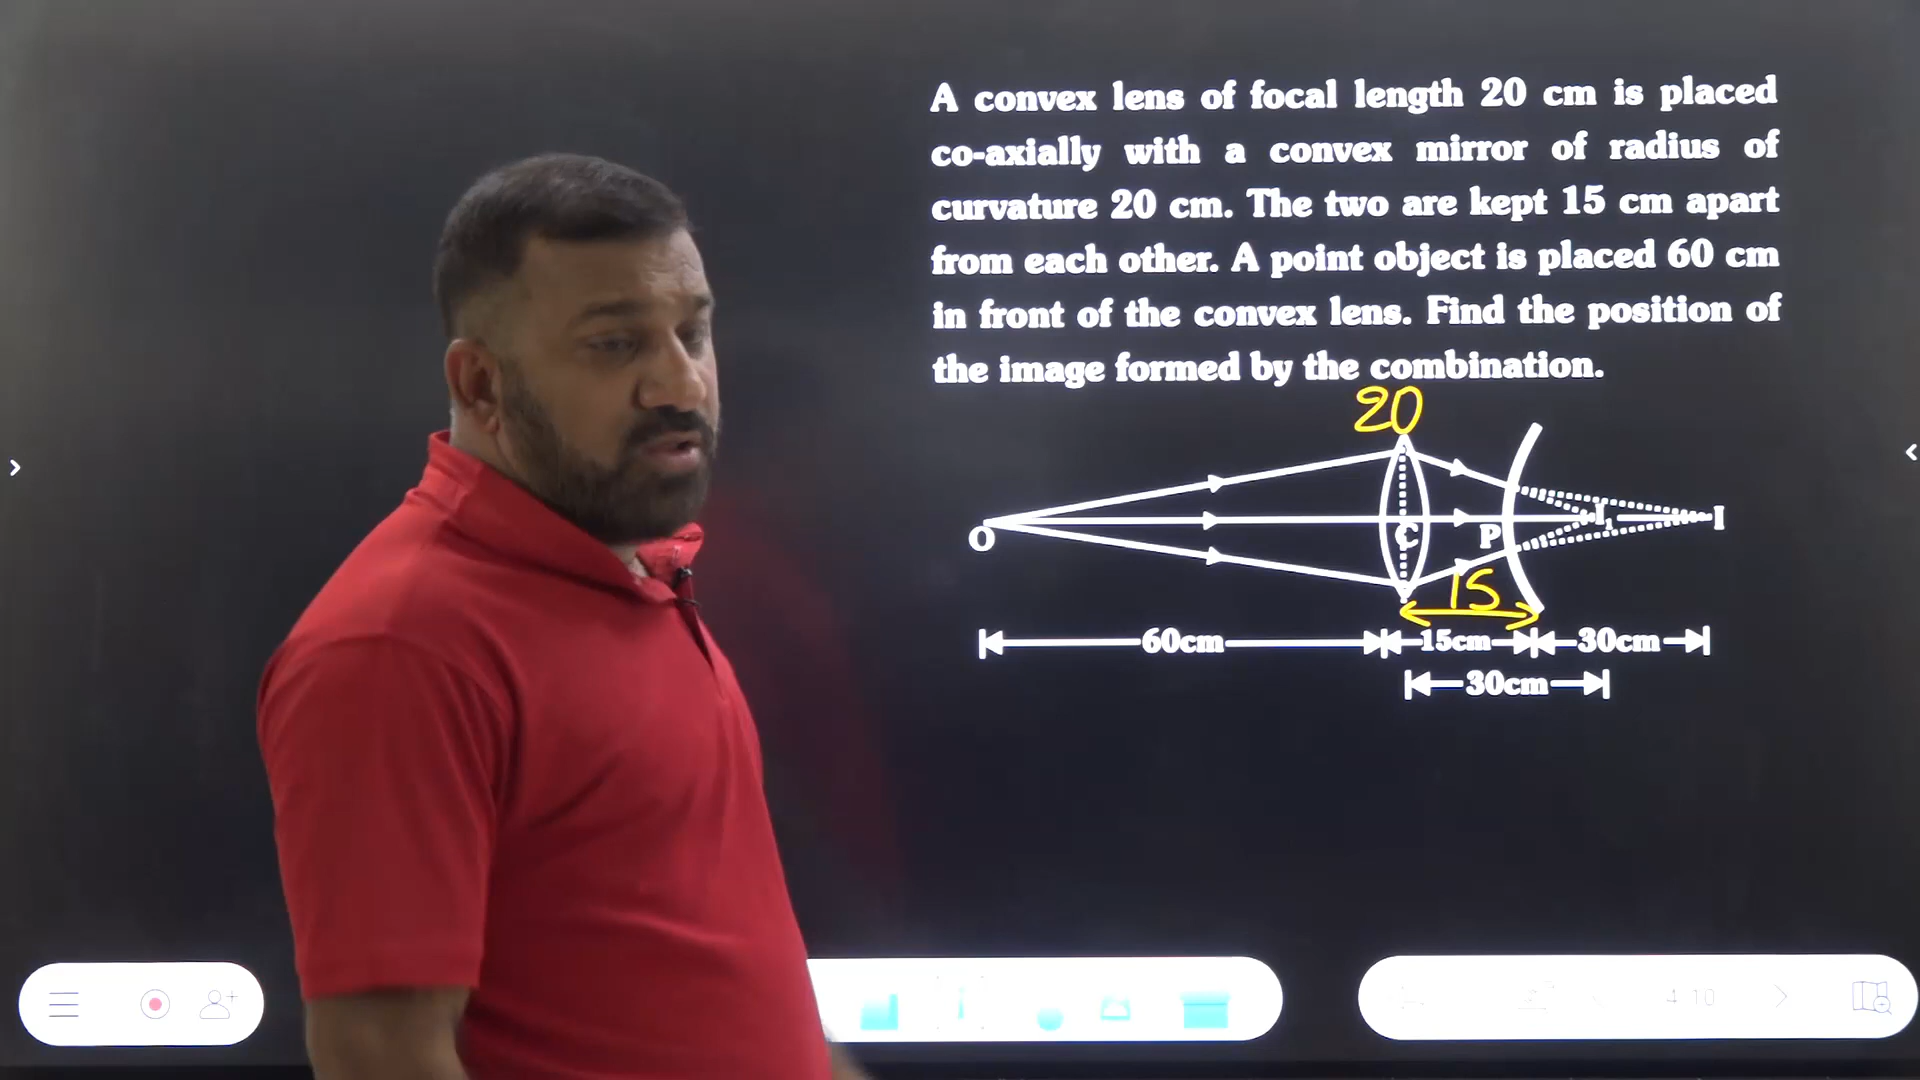 A convex lens of focal length 20 cm is placed
co-axially with a convex mirror of radius of
curvature 20 cm. The two are kept 15 cm apart
from each other. A point object is placed 60 cm
in front of the convex lens. Find the position of
the image formed by the combination.
20
O C P I₁ I
15
60cm 15cm 30cm
30cm
4 10